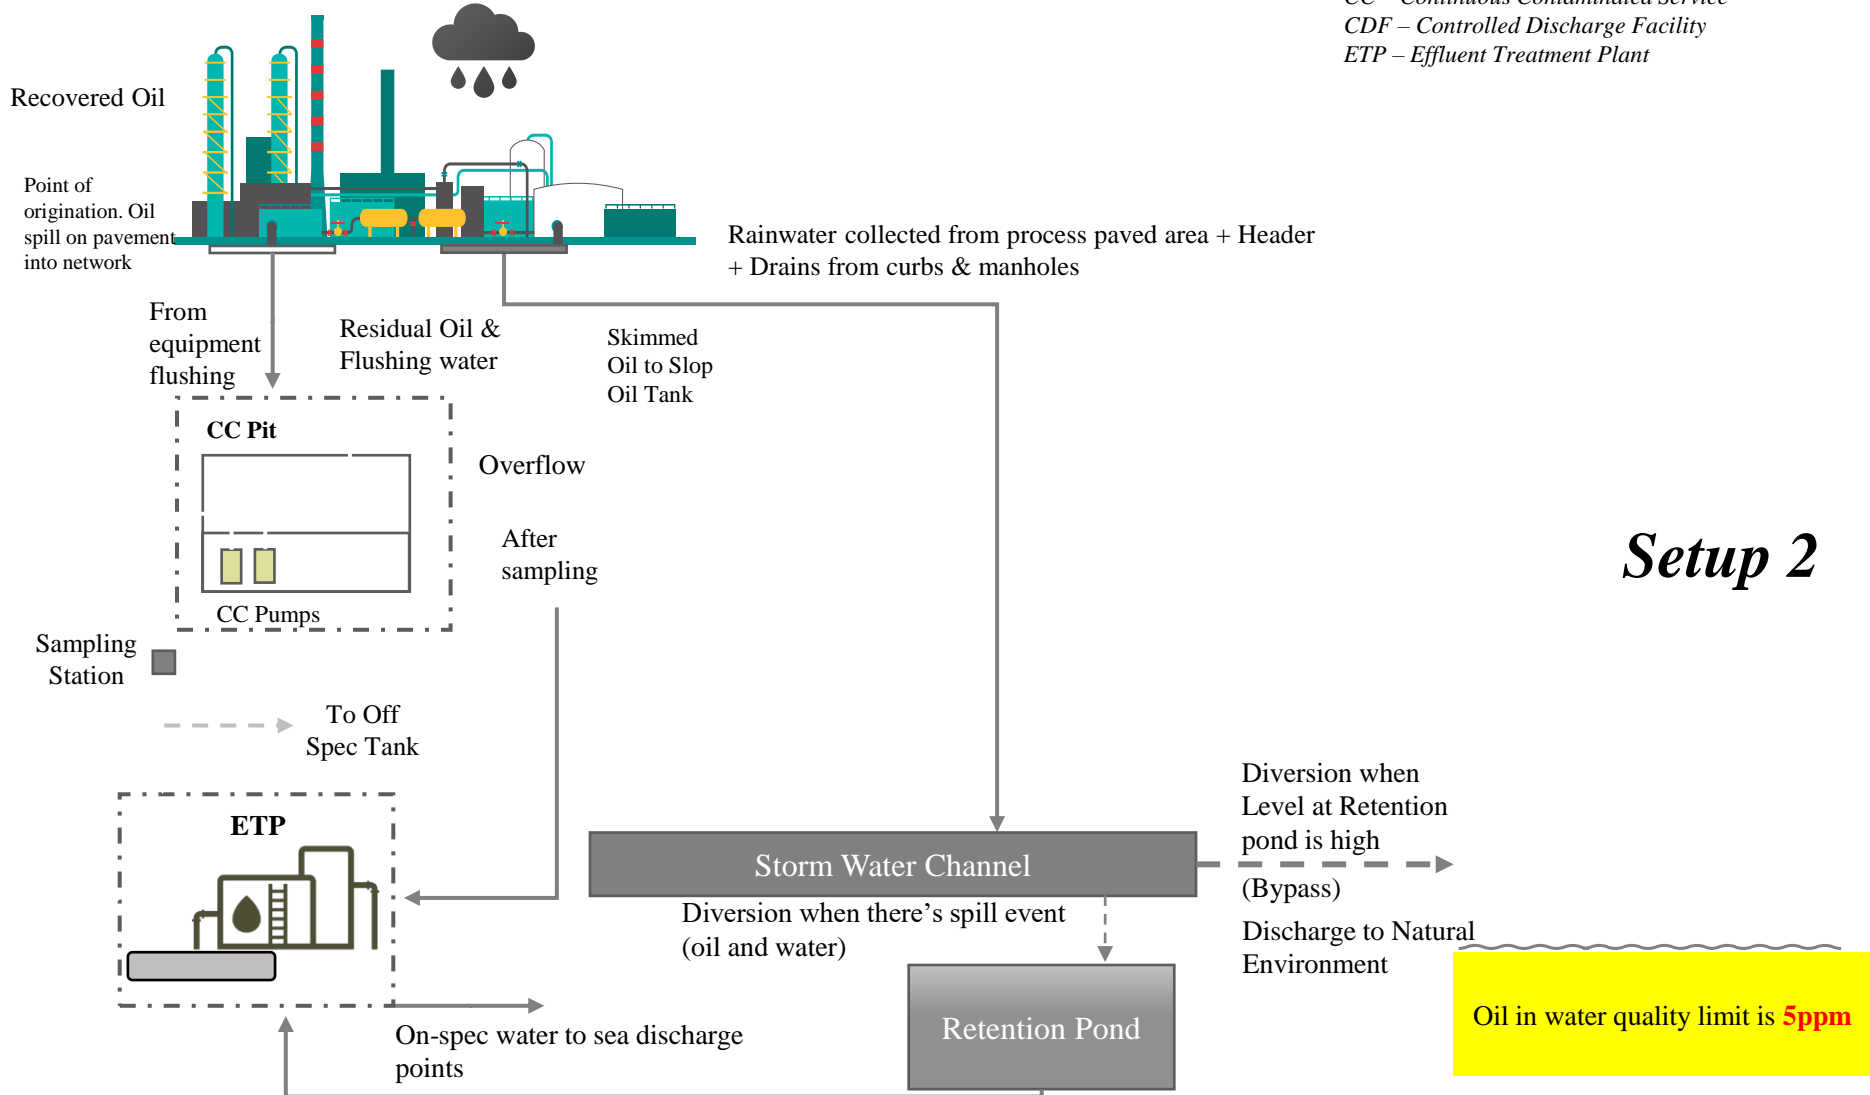 CC – Continuous Contaminated Service
CDF – Controlled Discharge Facility
ETP – Effluent Treatment Plant
Recovered Oil
Point of
origination. Oil
spill on pavement
into network
Rainwater collected from process paved area + Header
+ Drains from curbs & manholes
From
equipment
flushing
Residual Oil &
Flushing water
Skimmed
Oil to Slop
Oil Tank
CC Pit
Overflow
After
sampling
Setup 2
CC Pumps
Sampling
Station
To Off
Spec Tank
Diversion when
Level at Retention
pond is high
ETP
Storm Water Channel
(Bypass)
Diversion when there’s spill event
(oil and water)
Discharge to Natural
Environment
Oil in water quality limit is 5ppm
Retention Pond
On-spec water to sea discharge
points